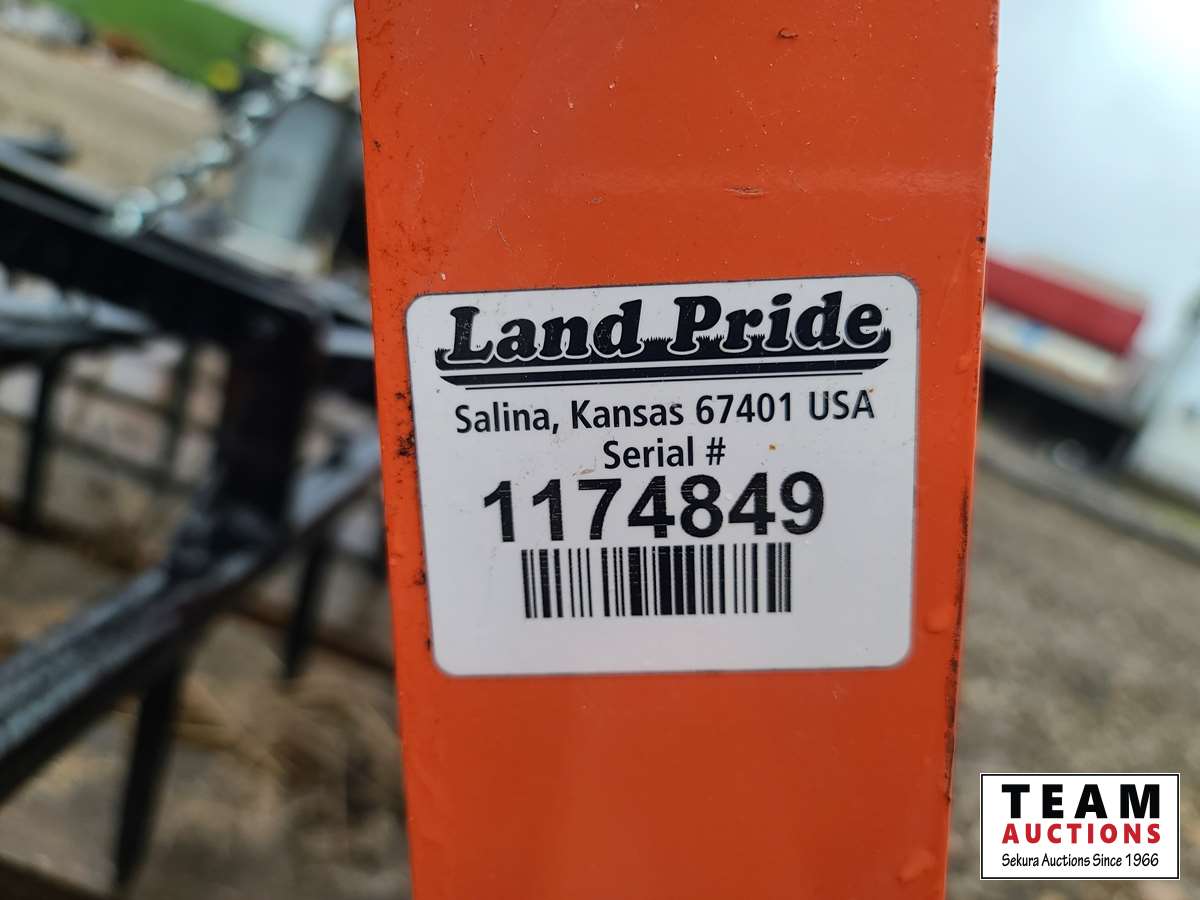 Land Pride
Salina, Kansas 67401 USA
Serial #
1174849
TEAM
AUCTIONS
Sekura Auctions Since 1966